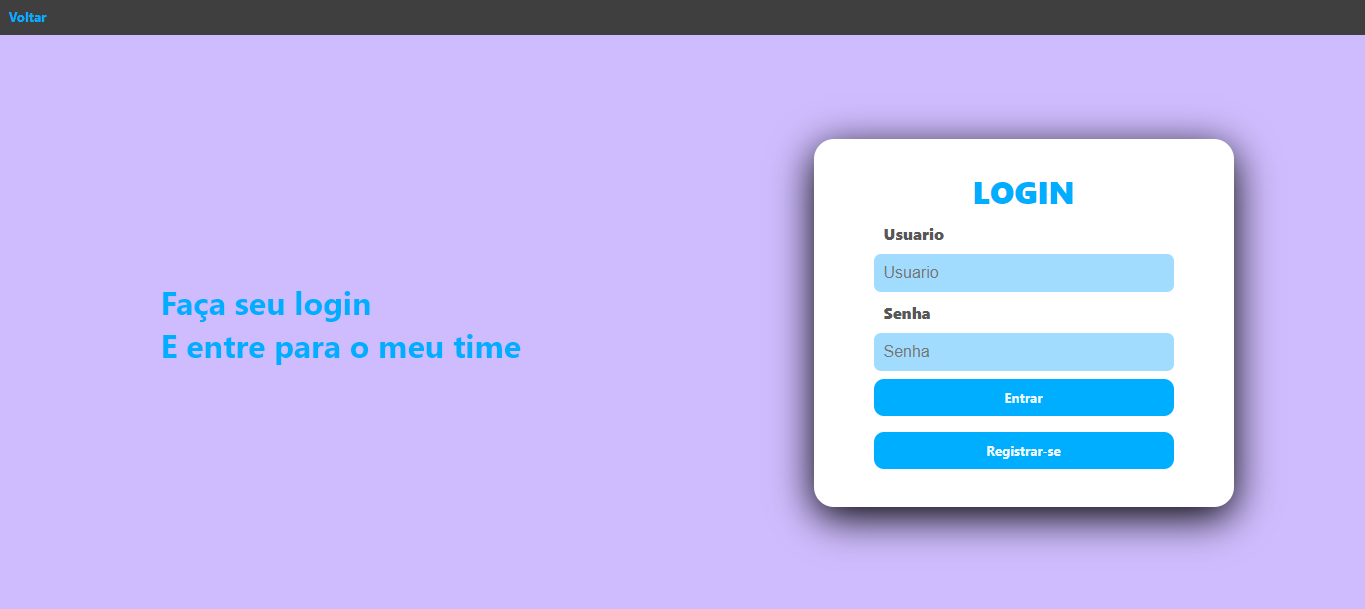 Voltar
Faça seu login
E entre para o meu time
LOGIN
Usuario
Usuario
Senha
Senha
Entrar
Registrar-se